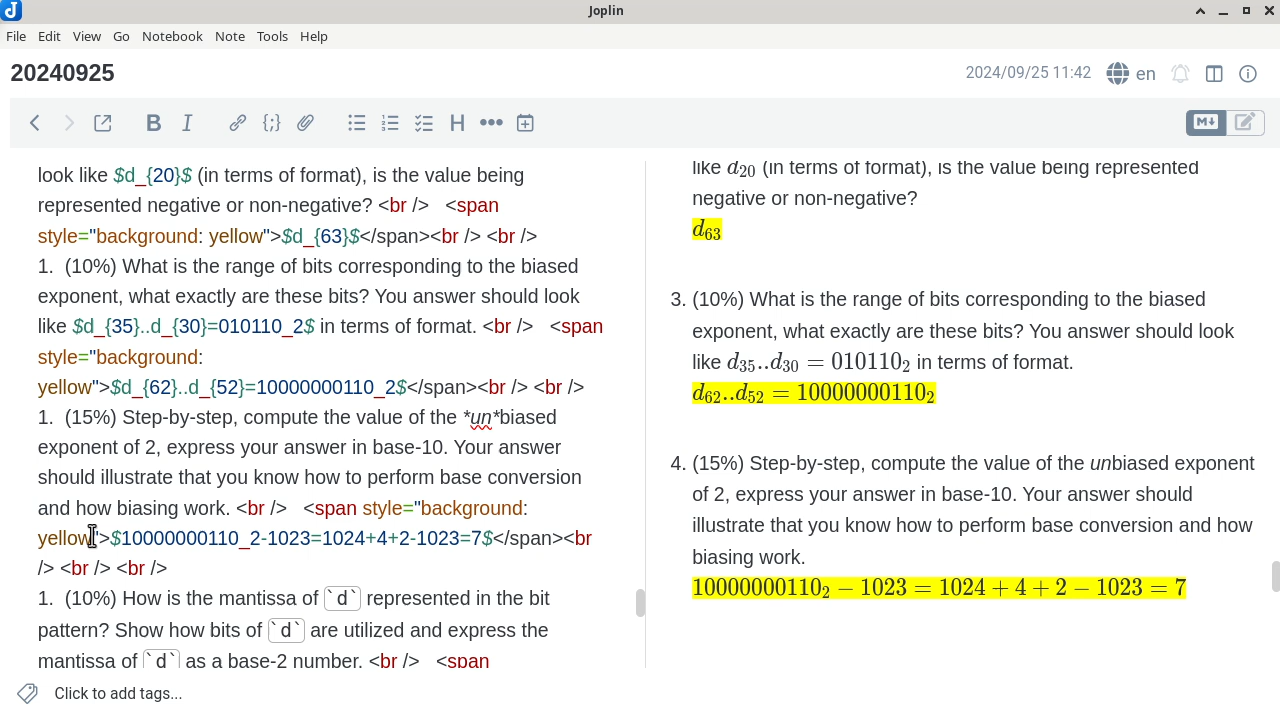 Joplin
File Edit View Go Notebook Note Tools Help
20240925
2024/09/25 11:42 en
B I {;} H ••• M↓
look like $d_{20}$ (in terms of format), is the value being
represented negative or non-negative? <br /> <span
style="background: yellow">$d_{63}$</span><br /> <br />
1. (10%) What is the range of bits corresponding to the biased
exponent, what exactly are these bits? You answer should look
like $d_{35}..d_{30}=010110_2$ in terms of format. <br /> <span
style="background:
yellow">$d_{62}..d_{52}=10000000110_2$</span><br /> <br />
1. (15%) Step-by-step, compute the value of the *un*biased
exponent of 2, express your answer in base-10. Your answer
should illustrate that you know how to perform base conversion
and how biasing work. <br /> <span style="background:
yellow">$10000000110_2-1023=1024+4+2-1023=7$</span><br
/> <br /> <br />
1. (10%) How is the mantissa of `d` represented in the bit
pattern? Show how bits of `d` are utilized and express the
mantissa of `d` as a base-2 number. <br /> <span
like d₂₀ (in terms of format), is the value being represented
negative or non-negative?
d₆₃
3. (10%) What is the range of bits corresponding to the biased
exponent, what exactly are these bits? You answer should look
like d₃₅..d₃₀ = 010110₂ in terms of format.
d₆₂..d₅₂ = 10000000110₂
4. (15%) Step-by-step, compute the value of the unbiased exponent
of 2, express your answer in base-10. Your answer should
illustrate that you know how to perform base conversion and how
biasing work.
10000000110₂ − 1023 = 1024 + 4 + 2 − 1023 = 7
Click to add tags...